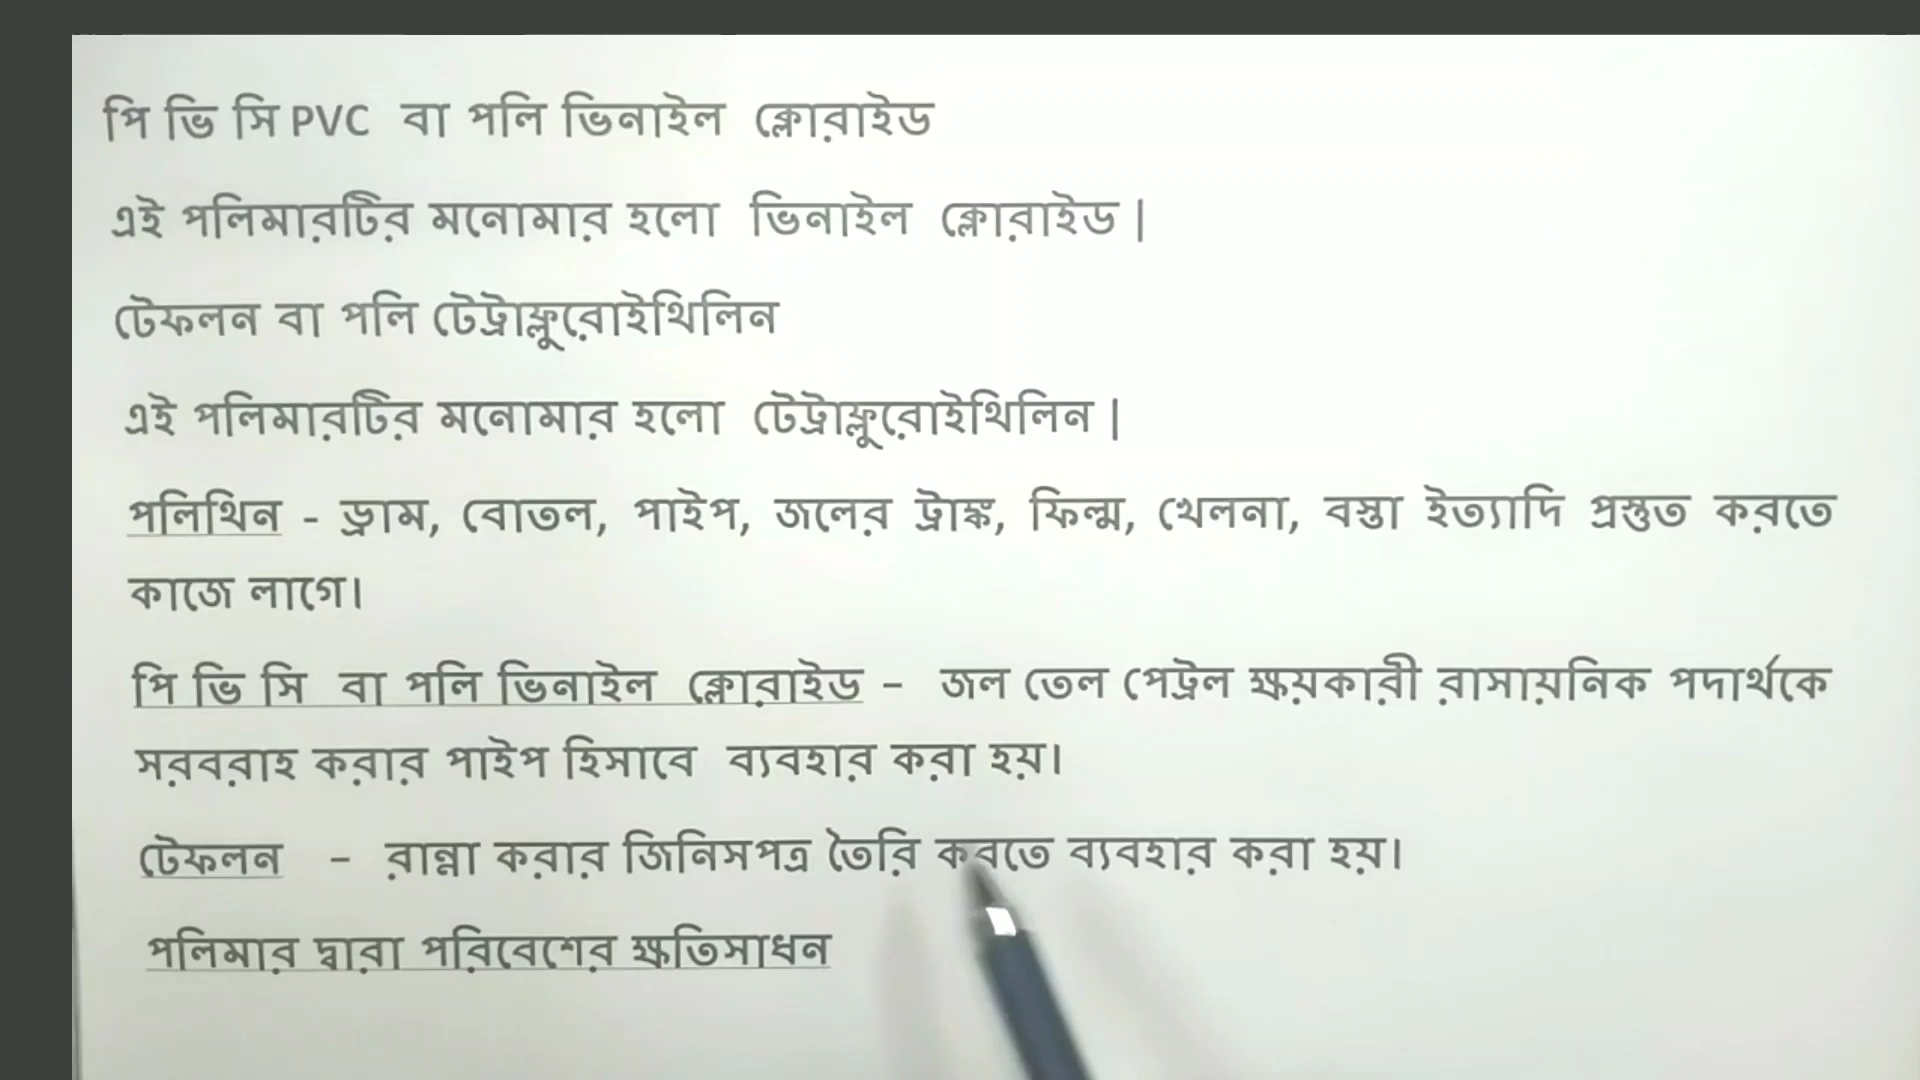 পি ভি সি PVC বা পলি ভিনাইল ক্লোরাইড
এই পলিমারটির মনোমার হলো ভিনাইল ক্লোরাইড |
টেফলন বা পলি টেট্রাফ্লুরোইথিলিন
এই পলিমারটির মনোমার হলো টেট্রাফ্লুরোইথিলিন |
পলিথিন - ড্রাম, বোতল, পাইপ, জলের ট্রাঙ্ক, ফিল্ম, খেলনা, বস্তা ইত্যাদি প্রস্তুত করতে
কাজে লাগে।
পি ভি সি বা পলি ভিনাইল ক্লোরাইড – জল তেল পেট্রল ক্ষয়কারী রাসায়নিক পদার্থকে
সরবরাহ করার পাইপ হিসাবে ব্যবহার করা হয়।
টেফলন – রান্না করার জিনিসপত্র তৈরি করতে ব্যবহার করা হয়।
পলিমার দ্বারা পরিবেশের ক্ষতিসাধন